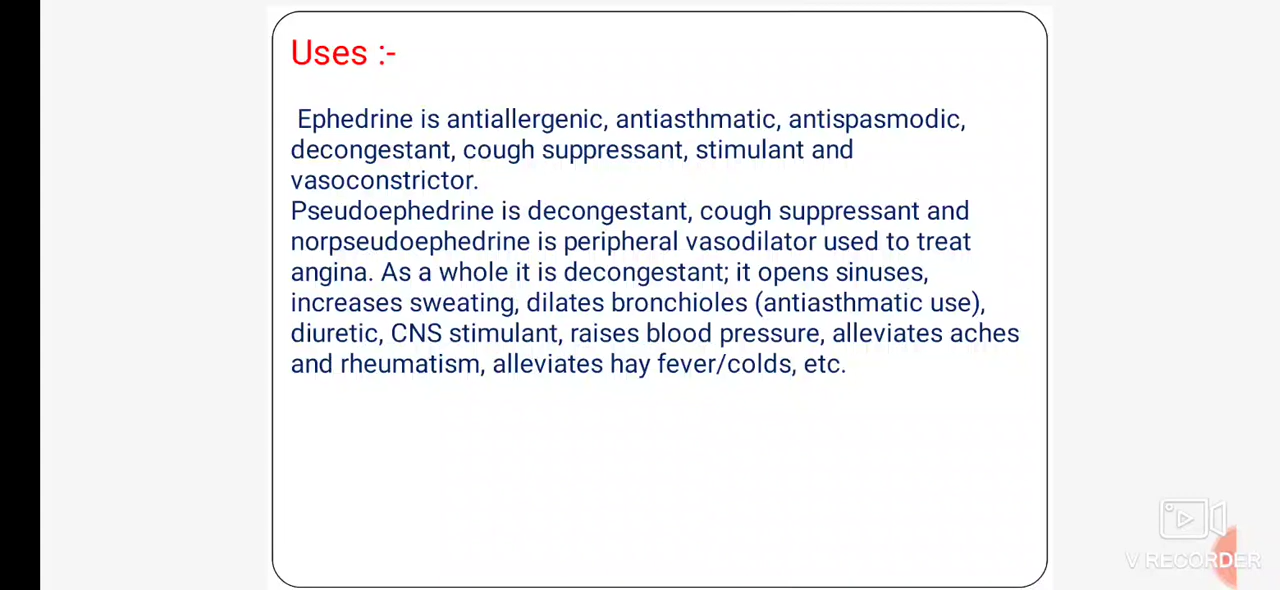 Uses :-
Ephedrine is antiallergenic, antiasthmatic, antispasmodic,
decongestant, cough suppressant, stimulant and
vasoconstrictor.
Pseudoephedrine is decongestant, cough suppressant and
norpseudoephedrine is peripheral vasodilator used to treat
angina. As a whole it is decongestant; it opens sinuses,
increases sweating, dilates bronchioles (antiasthmatic use),
diuretic, CNS stimulant, raises blood pressure, alleviates aches
and rheumatism, alleviates hay fever/colds, etc.
V RECORDER